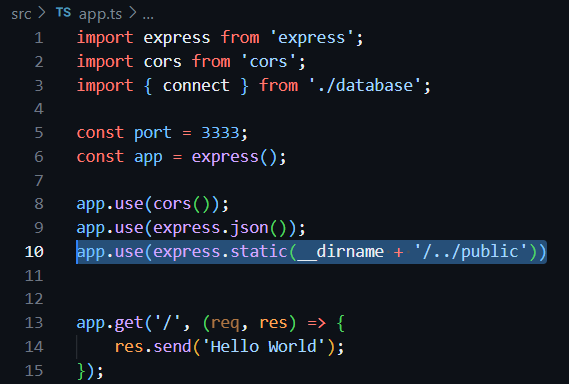 src > TS app.ts > ...
1 import express from 'express';
2 import cors from 'cors';
3 import { connect } from './database';
4
5 const port = 3333;
6 const app = express();
7
8 app.use(cors());
9 app.use(express.json());
10 app.use(express.static(__dirname + '/../public'))
11
12
13 app.get('/', (req, res) => {
14     res.send('Hello World');
15 });